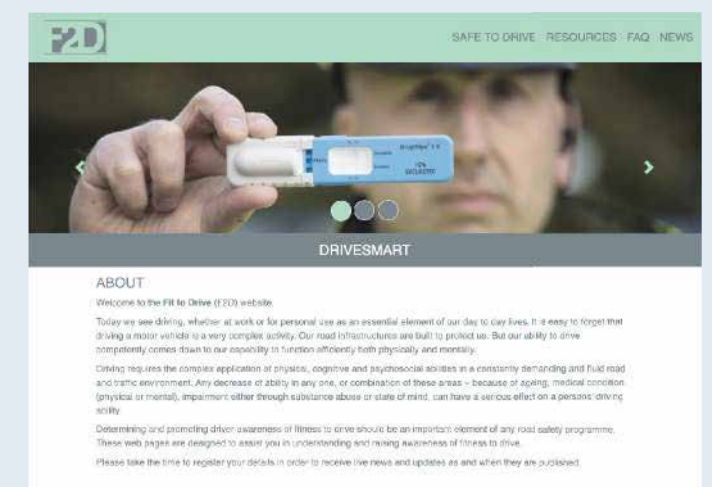 F2D
SAFE TO DRIVE RESOURCES FAQ NEWS
DrugWipe
DRIVESMART
ABOUT
Welcome to the Fit to Drive (F2D) website.
Today we see driving, whether at work or for personal use as an essential element of our day to day lives. It is easy to forget that
driving a motor vehicle is a very complex activity. Our road infrastructures are built to protect us. But our ability to drive
competently comes down to our capability to function efficiently both physically and mentally.
Driving requires the complex application of physical, cognitive and psychosocial abilities in a constantly demanding and fluid road
and traffic environment. Any decrease of ability in any one, or combination of these areas – because of ageing, medical condition
(physical or mental), impairment either through substance abuse or state of mind, can have a serious effect on a persons' driving
ability.
Determining and promoting driver awareness of fitness to drive should be an important element of any road safety programme.
These web pages are designed to assist you in understanding and raising awareness of fitness to drive.
Please take the time to register your details in order to receive live news and updates as and when they are published.